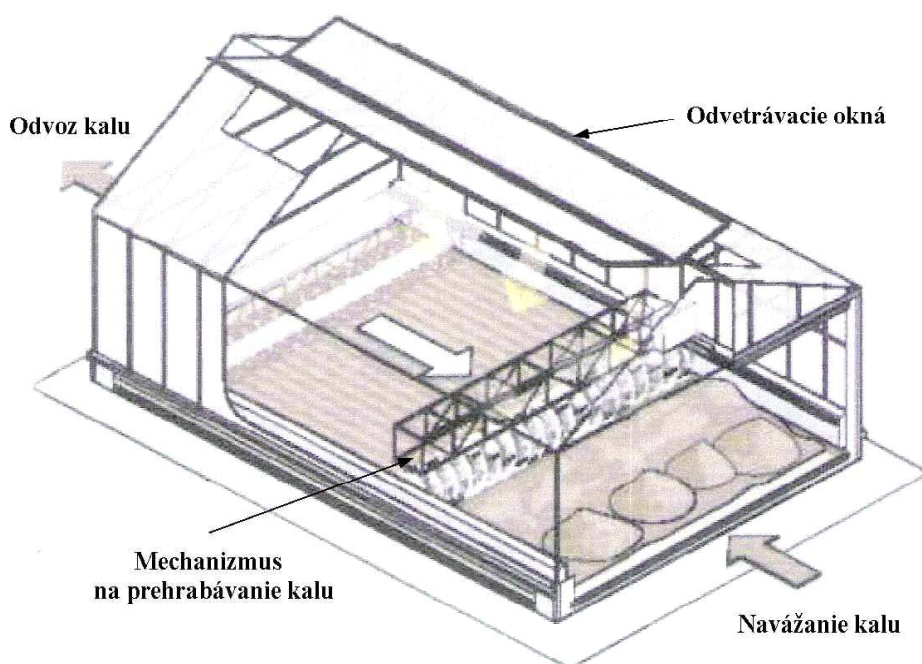 Odvoz kalu
Odvetrávacie okná
Mechanizmus
na prehrabávanie kalu
Navážanie kalu